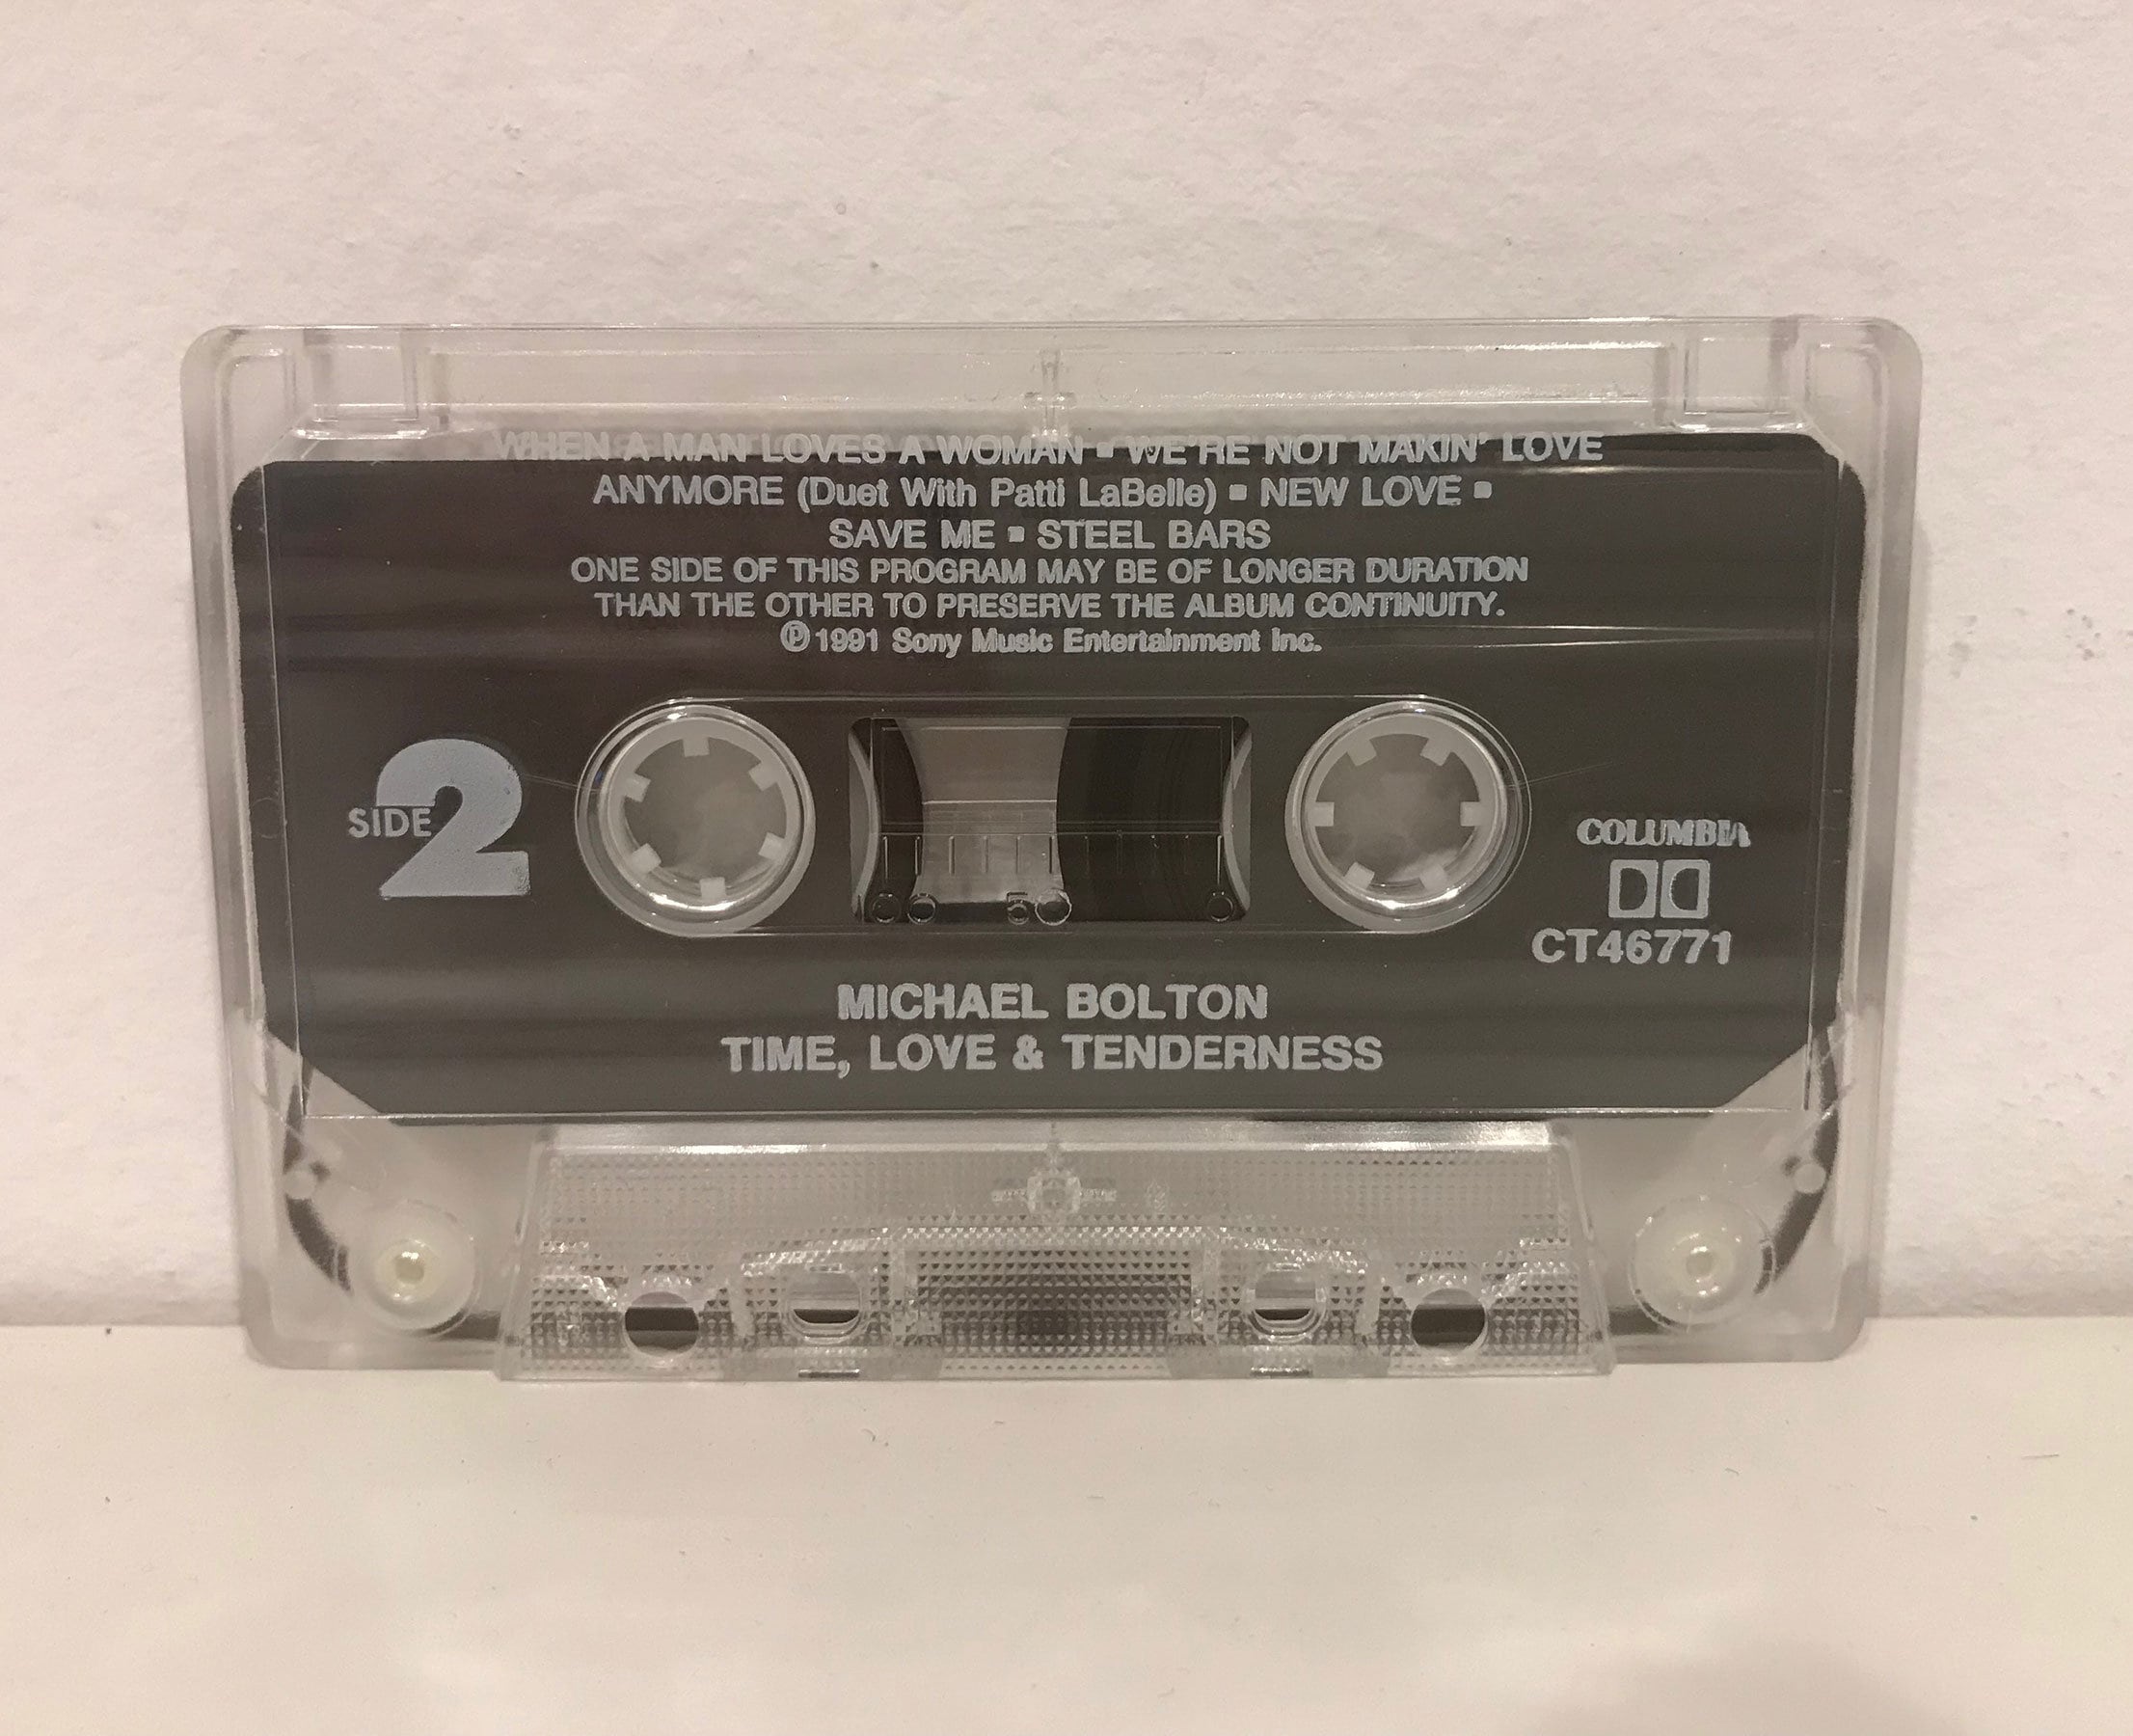 WHEN A MAN LOVES A WOMAN ▪ WE'RE NOT MAKIN' LOVE
ANYMORE (Duet With Patti LaBelle) ▪ NEW LOVE ▪
SAVE ME ▪ STEEL BARS
ONE SIDE OF THIS PROGRAM MAY BE OF LONGER DURATION
THAN THE OTHER TO PRESERVE THE ALBUM CONTINUITY.
℗ 1991 Sony Music Entertainment Inc.
SIDE 2
50
COLUMBIA
CT46771
MICHAEL BOLTON
TIME, LOVE & TENDERNESS